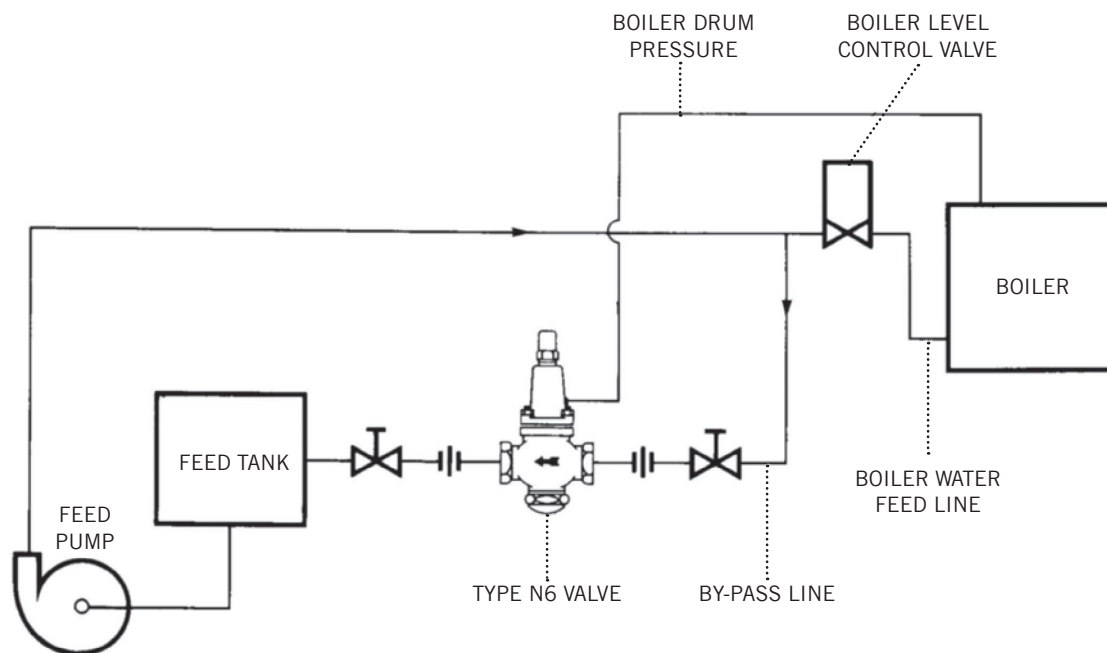 BOILER DRUM
PRESSURE
BOILER LEVEL
CONTROL VALVE
BOILER
FEED TANK
BOILER WATER
FEED LINE
FEED
PUMP
TYPE N6 VALVE
BY-PASS LINE